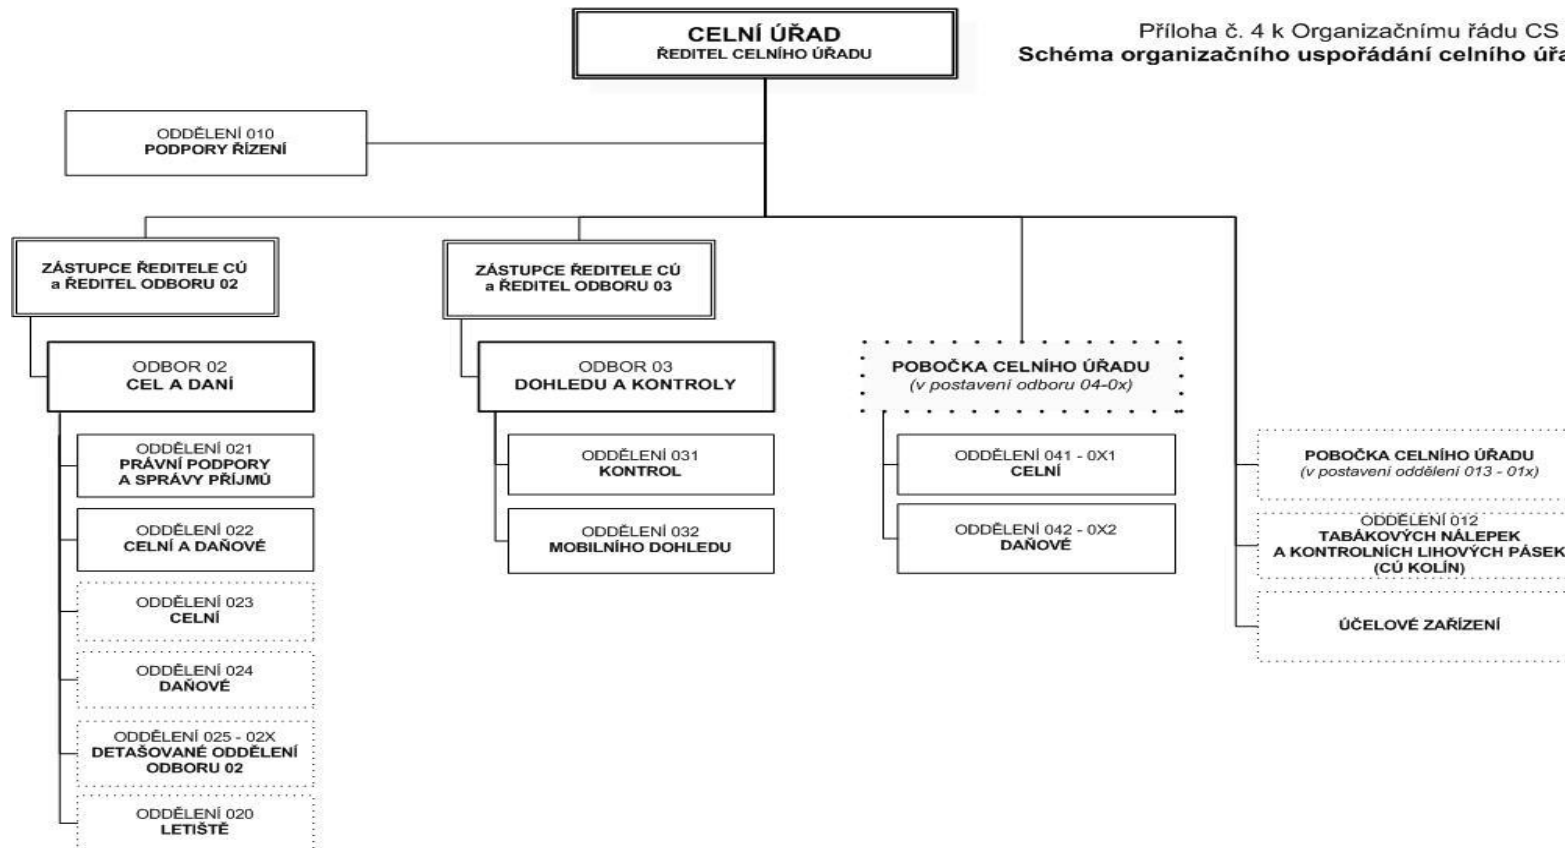 CELNÍ ÚŘAD
ŘEDITEL CELNÍHO ÚŘADU
Příloha č. 4 k Organizačnímu řádu CS
Schéma organizačního uspořádání celního
ODDĚLENÍ 010
PODPORY ŘÍZENÍ
ZÁSTUPCE ŘEDITELE CÚ
a ŘEDITEL ODBORU 02
ZÁSTUPCE ŘEDITELE CÚ
a ŘEDITEL ODBORU 03
ODBOR 02
CEL A DANÍ
ODBOR 03
DOHLEDU A KONTROLY
POBOČKA CELNÍHO ÚŘADU
(v postavení odboru 04-0x)
ODDĚLENÍ 021
PRÁVNÍ PODPORY
A SPRÁVY PŘÍJMŮ
ODDĚLENÍ 031
KONTROL
ODDĚLENÍ 041 - 0X1
CELNÍ
POBOČKA CELNÍHO ÚŘADU
(v postavení oddělení 013 - 01x)
ODDĚLENÍ 022
CELNÍ A DAŇOVÉ
ODDĚLENÍ 032
MOBILNÍHO DOHLEDU
ODDĚLENÍ 042 - 0X2
DAŇOVÉ
ODDĚLENÍ 012
TABÁKOVÝCH NÁLEPEK
A KONTROLNÍCH LIHOVÝCH PÁSEK
(CÚ KOLÍN)
ODDĚLENÍ 023
CELNÍ
ÚČELOVÉ ZAŘÍZENÍ
ODDĚLENÍ 024
DAŇOVÉ
ODDĚLENÍ 025 - 02X
DETAŠOVANÉ ODDĚLENÍ
ODBORU 02
ODDĚLENÍ 020
LETIŠTĚ